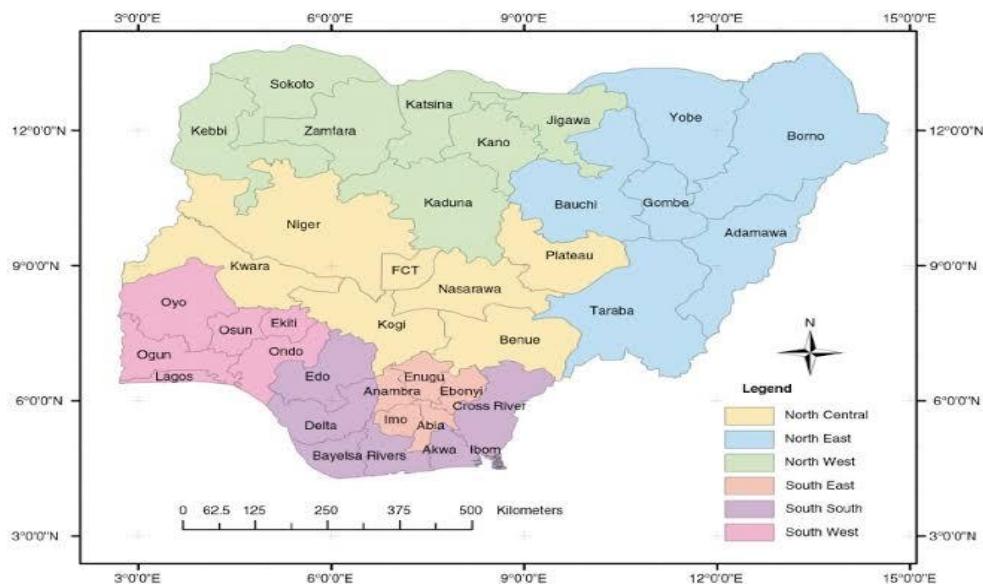 3°0'0"E 6°0'0"E 9°0'0"E 12°0'0"E 15°0'0"E
Sokoto
Katsina
Yobe
Jigawa
12°0'0"N Kebbi Zamfara Kano Borno 12°0'0"N
Kaduna
Bauchi Gombe
Niger
Adamawa
Plateau
9°0'0"N Kwara FCT 9°0'0"N
Nasarawa
Oyo Taraba
Kogi
Osun Ekiti
Benue
N
Ogun Ondo
Lagos Edo Enugu
Legend
Anambra Ebonyi
6°0'0"N Cross River 6°0'0"N
North Central
Delta Imo Abia
North East
Bayelsa Rivers Akwa Ibom
North West
South East
0 62.5 125 250 375 500 Kilometers
South South
South West
3°0'0"N 3°0'0"N
3°0'0"E 6°0'0"E 9°0'0"E 12°0'0"E 15°0'0"E